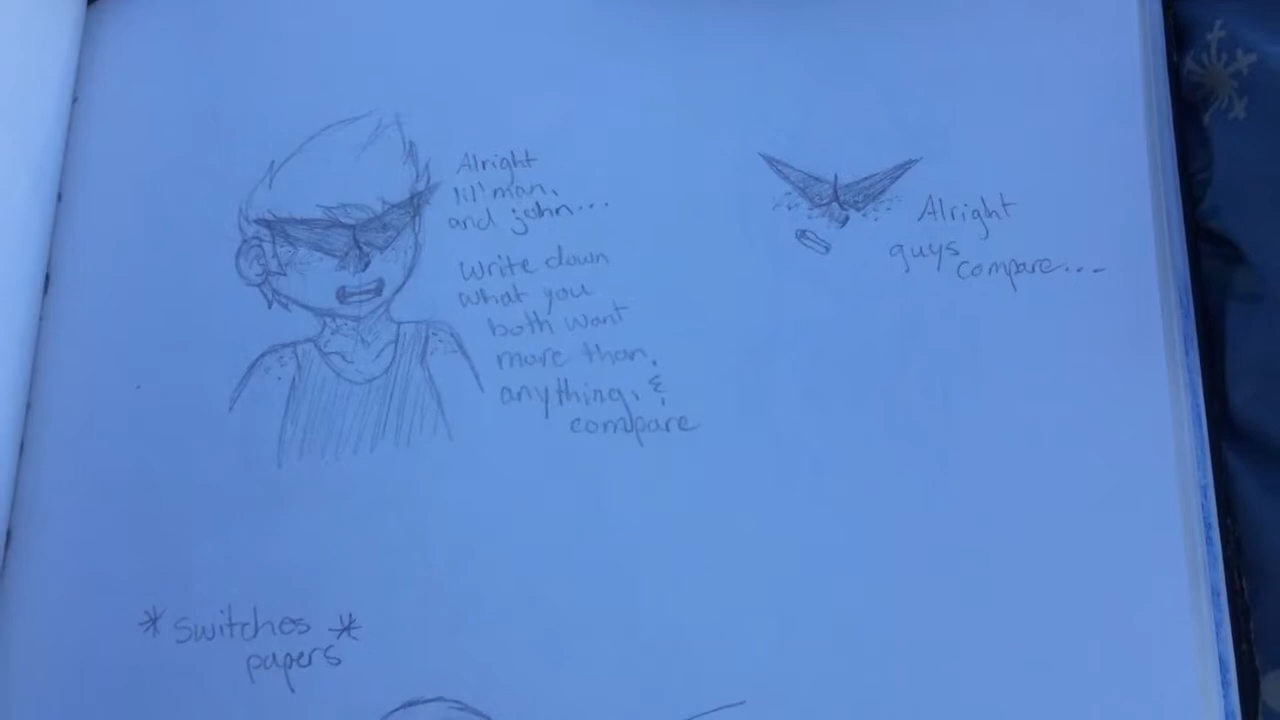 Alright
lil' man,
and john...
Write down
what you
both want
more than,
anything, &
compare
Alright
guys
compare...
*switches *
papers